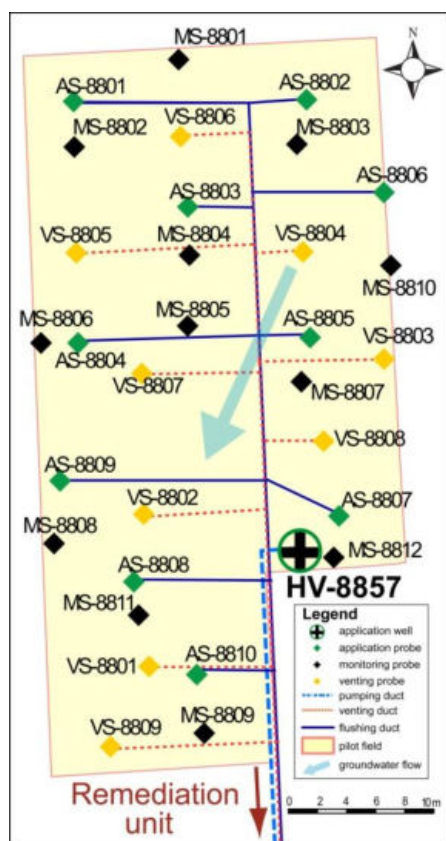 MS-8801
N
AS-8801
AS-8802
VS-8806
MS-8802
MS-8803
AS-8806
AS-8803
VS-8805
MS-8804
VS-8804
MS-8810
MS-8805
MS-8806
AS-8805
VS-8803
AS-8804
VS-8807
MS-8807
VS-8808
AS-8809
VS-8802
AS-8807
MS-8808
MS-8812
AS-8808
HV-8857
MS-8811
Legend
application well
application probe
monitoring probe
venting probe
pumping duct
venting duct
flushing duct
pilot field
groundwater flow
0 2 4 6 8 10m
VS-8801
AS-8810
MS-8809
VS-8809
Remediation
unit